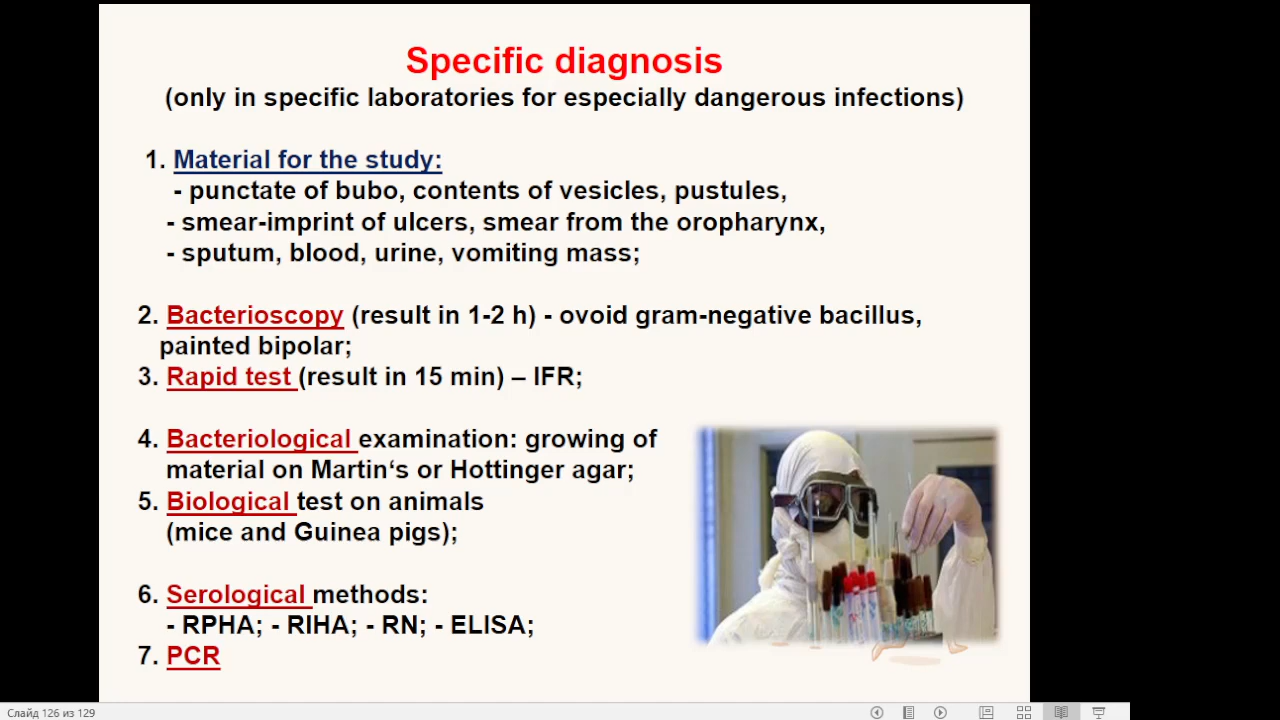 Specific diagnosis
(only in specific laboratories for especially dangerous infections)
1. Material for the study:
- punctate of bubo, contents of vesicles, pustules,
- smear-imprint of ulcers, smear from the oropharynx,
- sputum, blood, urine, vomiting mass;
2. Bacterioscopy (result in 1-2 h) - ovoid gram-negative bacillus,
painted bipolar;
3. Rapid test (result in 15 min) – IFR;
4. Bacteriological examination: growing of
material on Martin‘s or Hottinger agar;
5. Biological test on animals
(mice and Guinea pigs);
6. Serological methods:
- RPHA; - RIHA; - RN; - ELISA;
7. PCR
Слайд 126 из 129